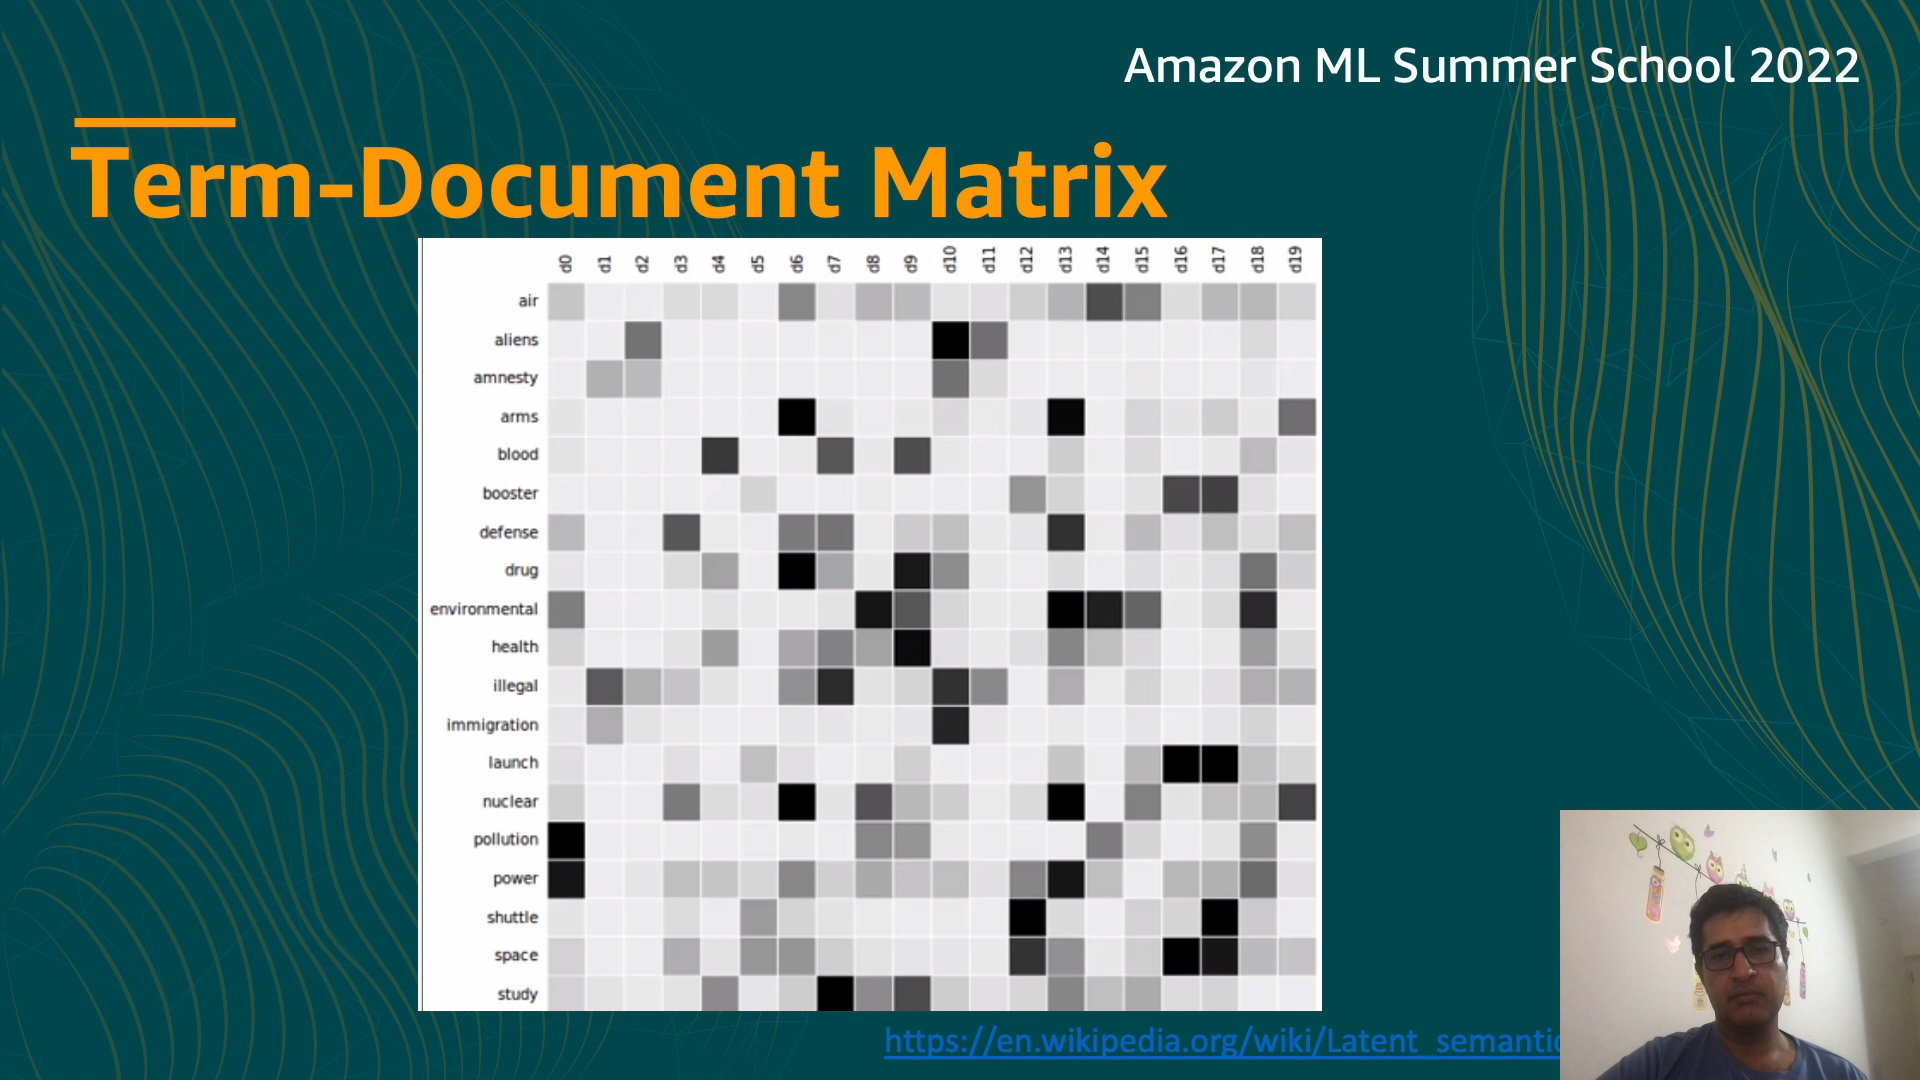 Amazon ML Summer School 2022
Term-Document Matrix
d0 d1 d2 d3 d4 d5 d6 d7 d8 d9 d10 d11 d12 d13 d14 d15 d16 d17 d18 d19
air
aliens
amnesty
arms
blood
booster
defense
drug
environmental
health
illegal
immigration
launch
nuclear
pollution
power
shuttle
space
study
https://en.wikipedia.org/wiki/Latent_semantic